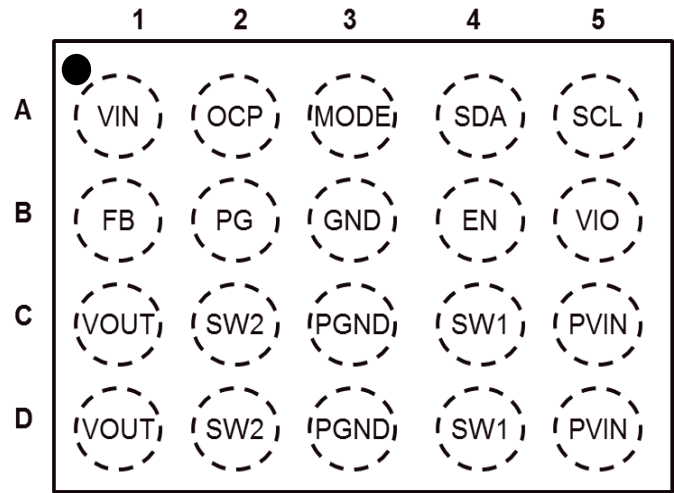 1 2 3 4 5
A VIN OCP MODE SDA SCL
B FB PG GND EN VIO
C VOUT SW2 PGND SW1 PVIN
D VOUT SW2 PGND SW1 PVIN